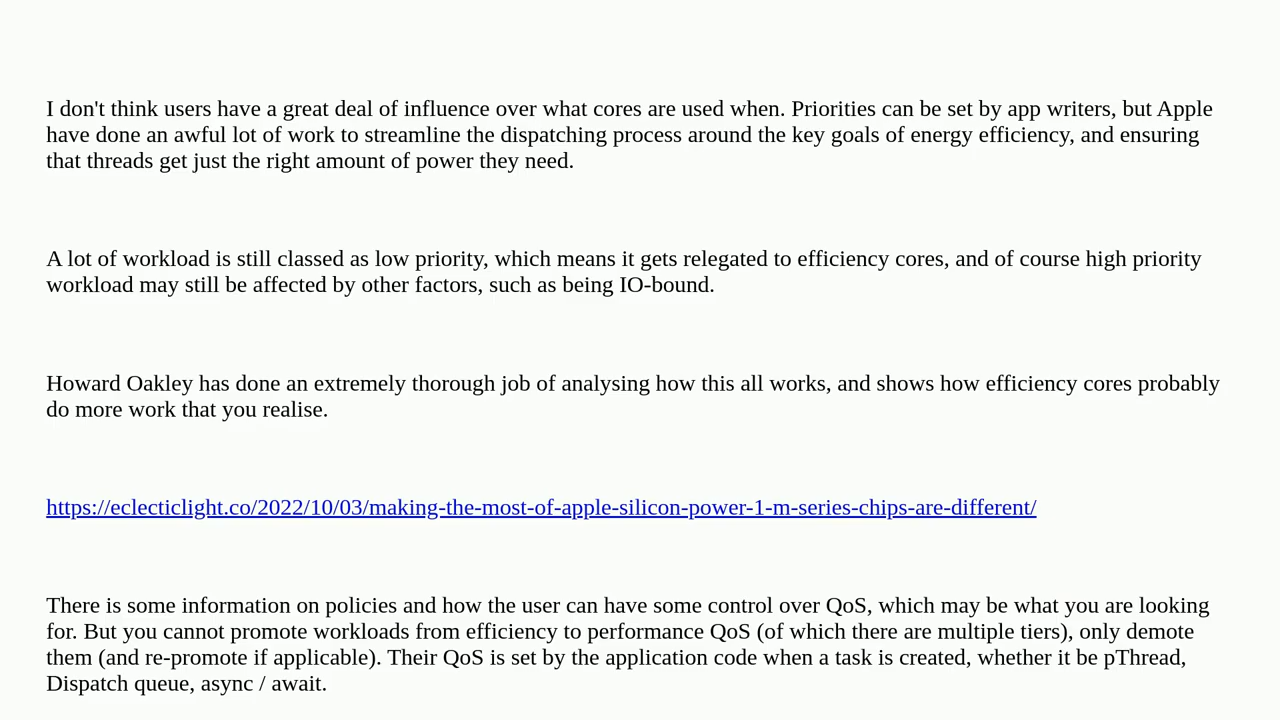 I don't think users have a great deal of influence over what cores are used when. Priorities can be set by app writers, but Apple
have done an awful lot of work to streamline the dispatching process around the key goals of energy efficiency, and ensuring
that threads get just the right amount of power they need.
A lot of workload is still classed as low priority, which means it gets relegated to efficiency cores, and of course high priority
workload may still be affected by other factors, such as being IO-bound.
Howard Oakley has done an extremely thorough job of analysing how this all works, and shows how efficiency cores probably
do more work that you realise.
https://eclecticlight.co/2022/10/03/making-the-most-of-apple-silicon-power-1-m-series-chips-are-different/
There is some information on policies and how the user can have some control over QoS, which may be what you are looking
for. But you cannot promote workloads from efficiency to performance QoS (of which there are multiple tiers), only demote
them (and re-promote if applicable). Their QoS is set by the application code when a task is created, whether it be pThread,
Dispatch queue, async / await.